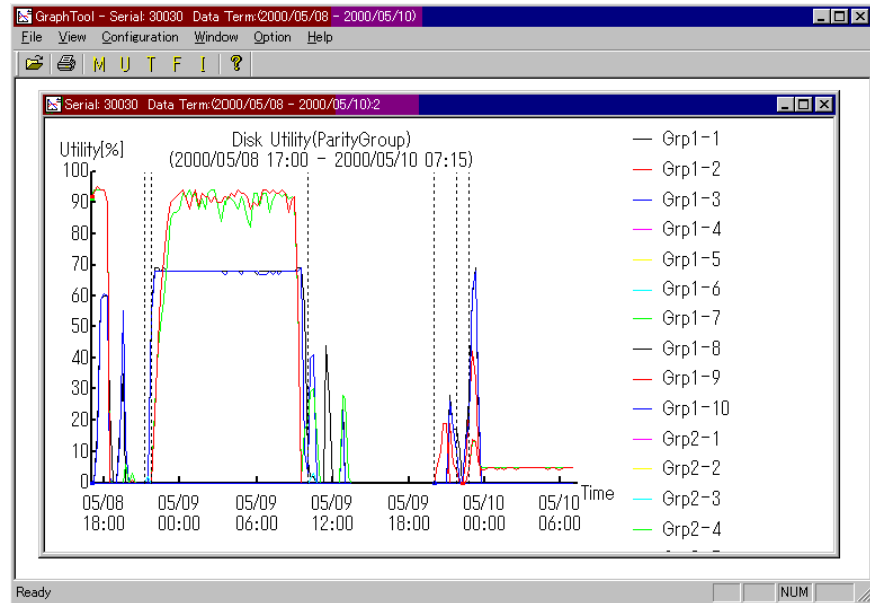 GraphTool - Serial: 30030 Data Term:(2000/05/08 - 2000/05/10)
File View Configuration Window Option Help
M U T F I ?
Serial: 30030 Data Term:(2000/05/08 - 2000/05/10):2
Disk Utility(ParityGroup)
(2000/05/08 17:00 - 2000/05/10 07:15)
Utility[%]
100
90
80
70
60
50
40
30
20
10
0
05/08 05/09 05/09 05/09 05/09 05/10 05/10 Time
18:00 00:00 06:00 12:00 18:00 00:00 06:00
Grp1-1
Grp1-2
Grp1-3
Grp1-4
Grp1-5
Grp1-6
Grp1-7
Grp1-8
Grp1-9
Grp1-10
Grp2-1
Grp2-2
Grp2-3
Grp2-4
Ready NUM